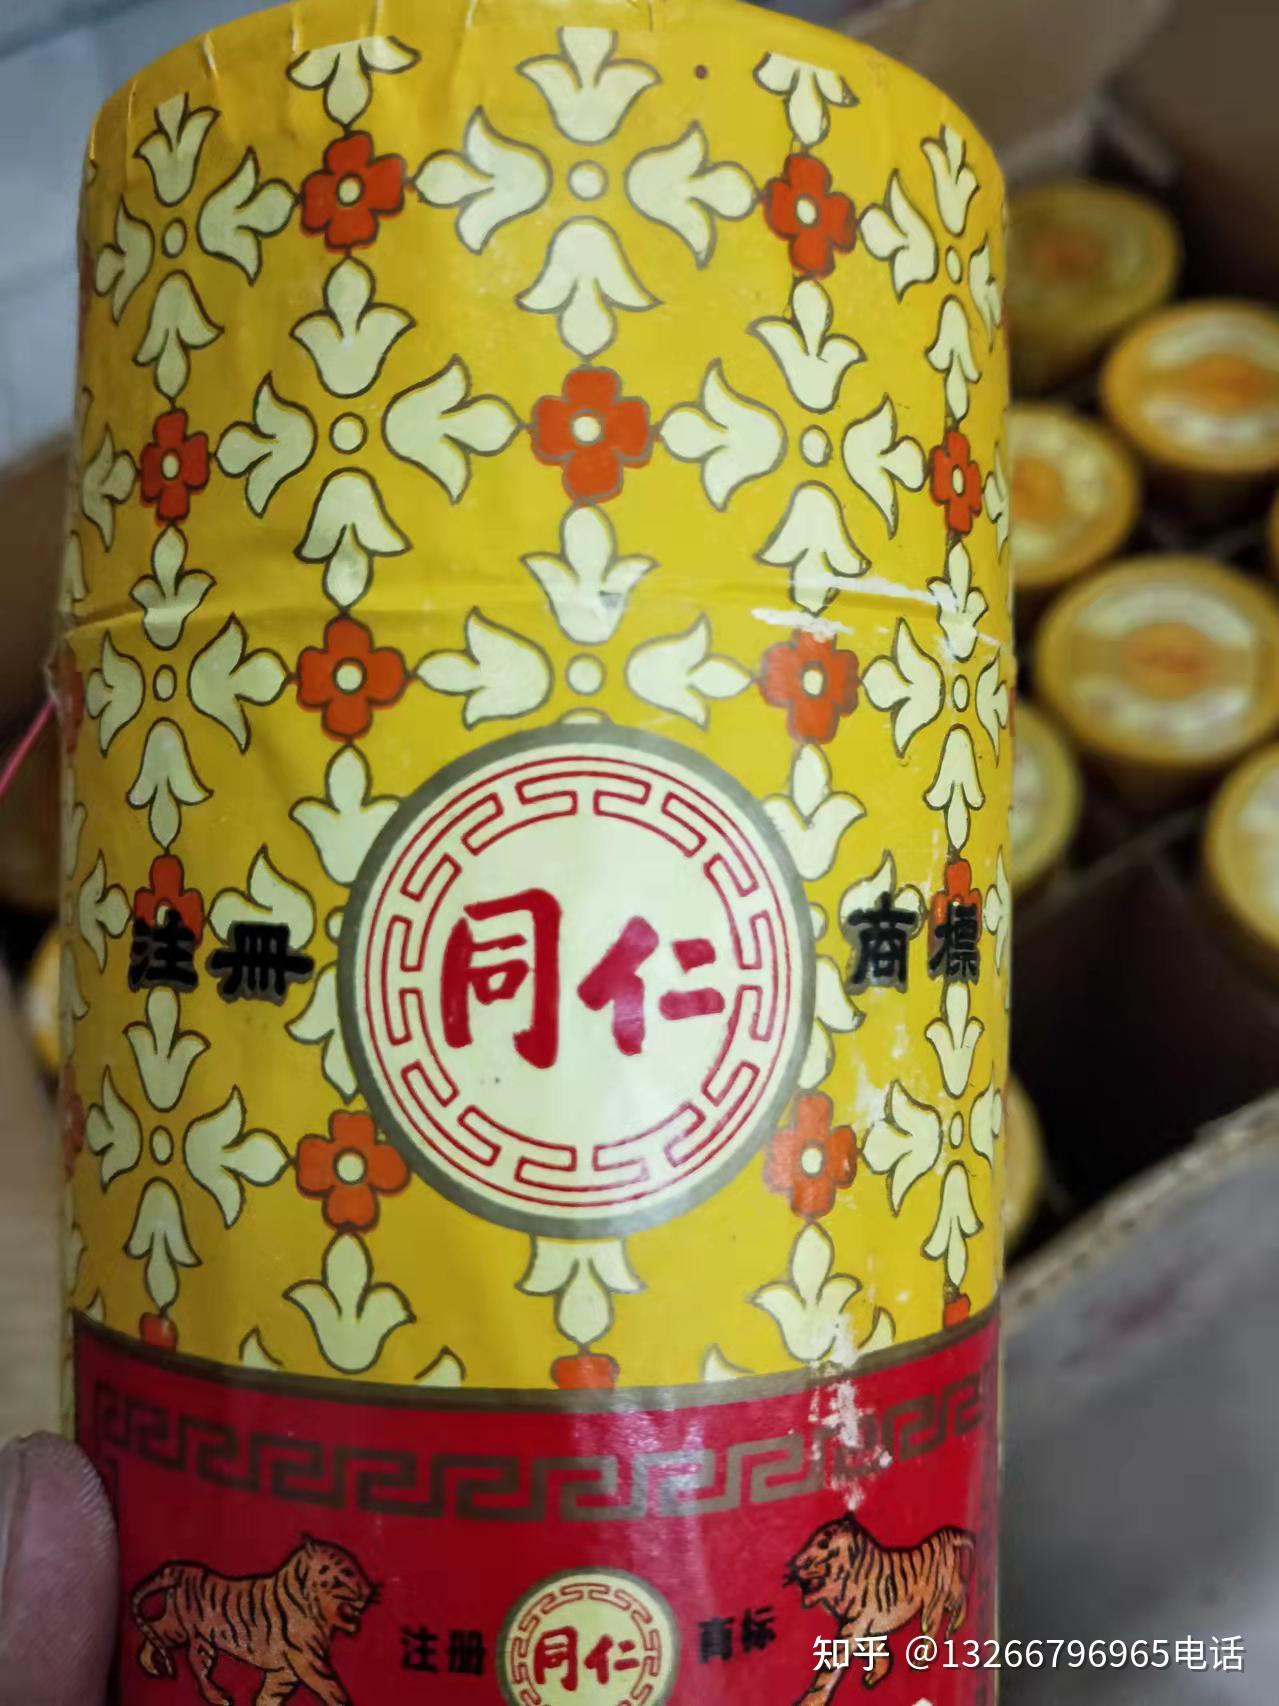 注冊 同仁 商標
注册 同仁 商标
知乎 @13266796965电话